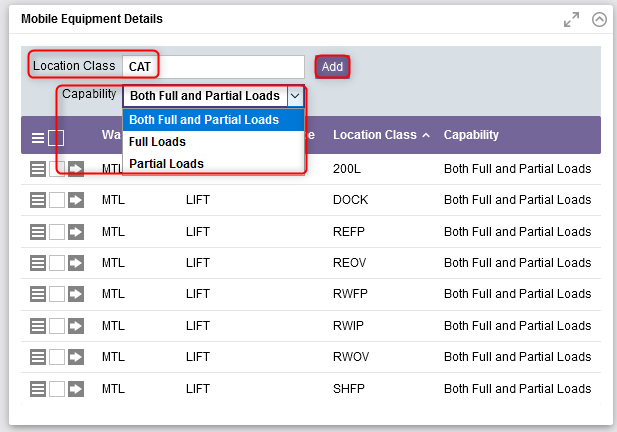 Mobile Equipment Details
Location Class CAT Add
Capability Both Full and Partial Loads
Both Full and Partial Loads
Full Loads
Partial Loads
Location Class Capability
MTL 200L Both Full and Partial Loads
MTL LIFT DOCK Both Full and Partial Loads
MTL LIFT REFP Both Full and Partial Loads
MTL LIFT REOV Both Full and Partial Loads
MTL LIFT RWFP Both Full and Partial Loads
MTL LIFT RWIP Both Full and Partial Loads
MTL LIFT RWOV Both Full and Partial Loads
MTL LIFT SHFP Both Full and Partial Loads